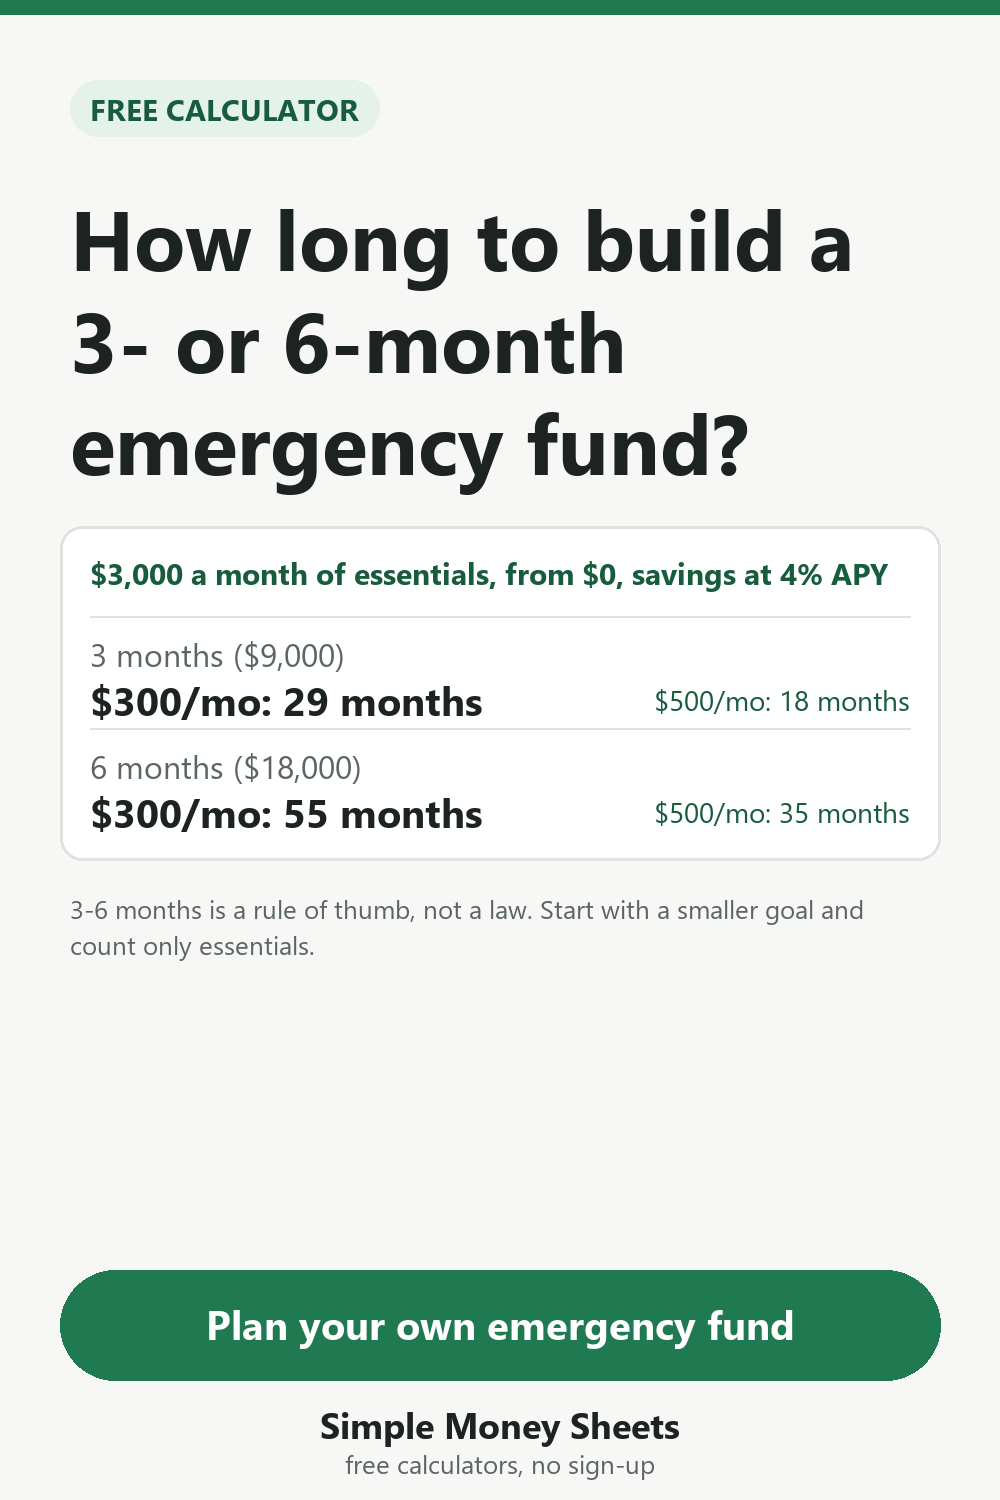 FREE CALCULATOR
How long to build a
3- or 6-month
emergency fund?
$3,000 a month of essentials, from $0, savings at 4% APY
3 months ($9,000)
$300/mo: 29 months
$500/mo: 18 months
6 months ($18,000)
$300/mo: 55 months
$500/mo: 35 months
3-6 months is a rule of thumb, not a law. Start with a smaller goal and
count only essentials.
Plan your own emergency fund
Simple Money Sheets
free calculators, no sign-up